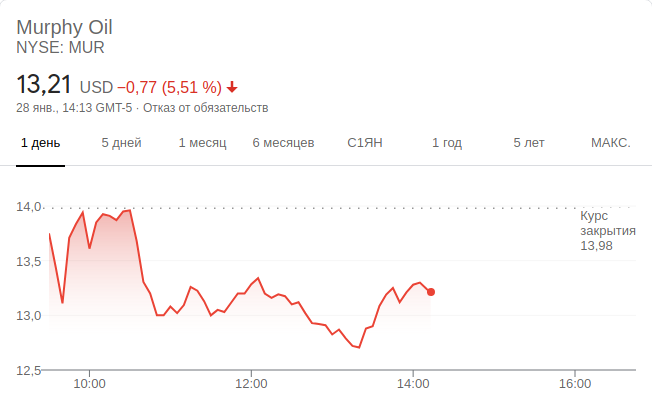 Murphy Oil
NYSE: MUR
13,21 USD −0,77 (5,51 %)
28 янв., 14:13 GMT-5 · Отказ от обязательств
1 день 5 дней 1 месяц 6 месяцев С1ЯН 1 год 5 лет МАКС.
14,0
Курс
закрытия
13,98
13,5
13,0
12,5
10:00 12:00 14:00 16:00